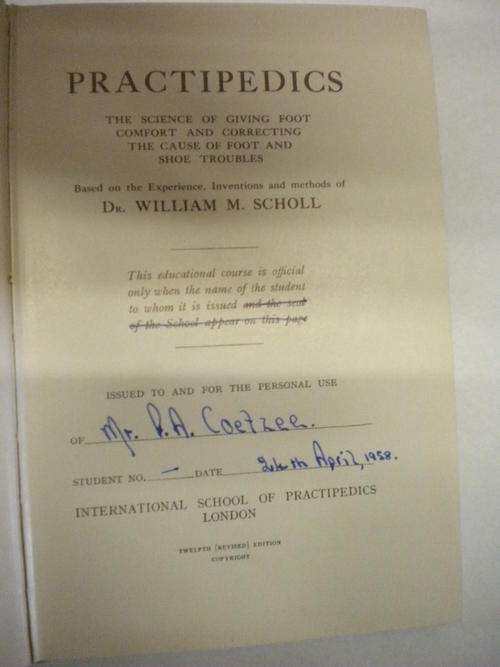 PRACTIPEDICS
THE SCIENCE OF GIVING FOOT
COMFORT AND CORRECTING
THE CAUSE OF FOOT AND
SHOE TROUBLES
Based on the Experience, Inventions and methods of
DR. WILLIAM M. SCHOLL
This educational course is official
only when the name of the student
to whom it is issued and the seal
of the School appear on this page
ISSUED TO AND FOR THE PERSONAL USE
OF Mr. P.A. Coetzee.
STUDENT NO. – DATE 24th April, 1958.
INTERNATIONAL SCHOOL OF PRACTIPEDICS
LONDON
TWELFTH [REVISED] EDITION
COPYRIGHT